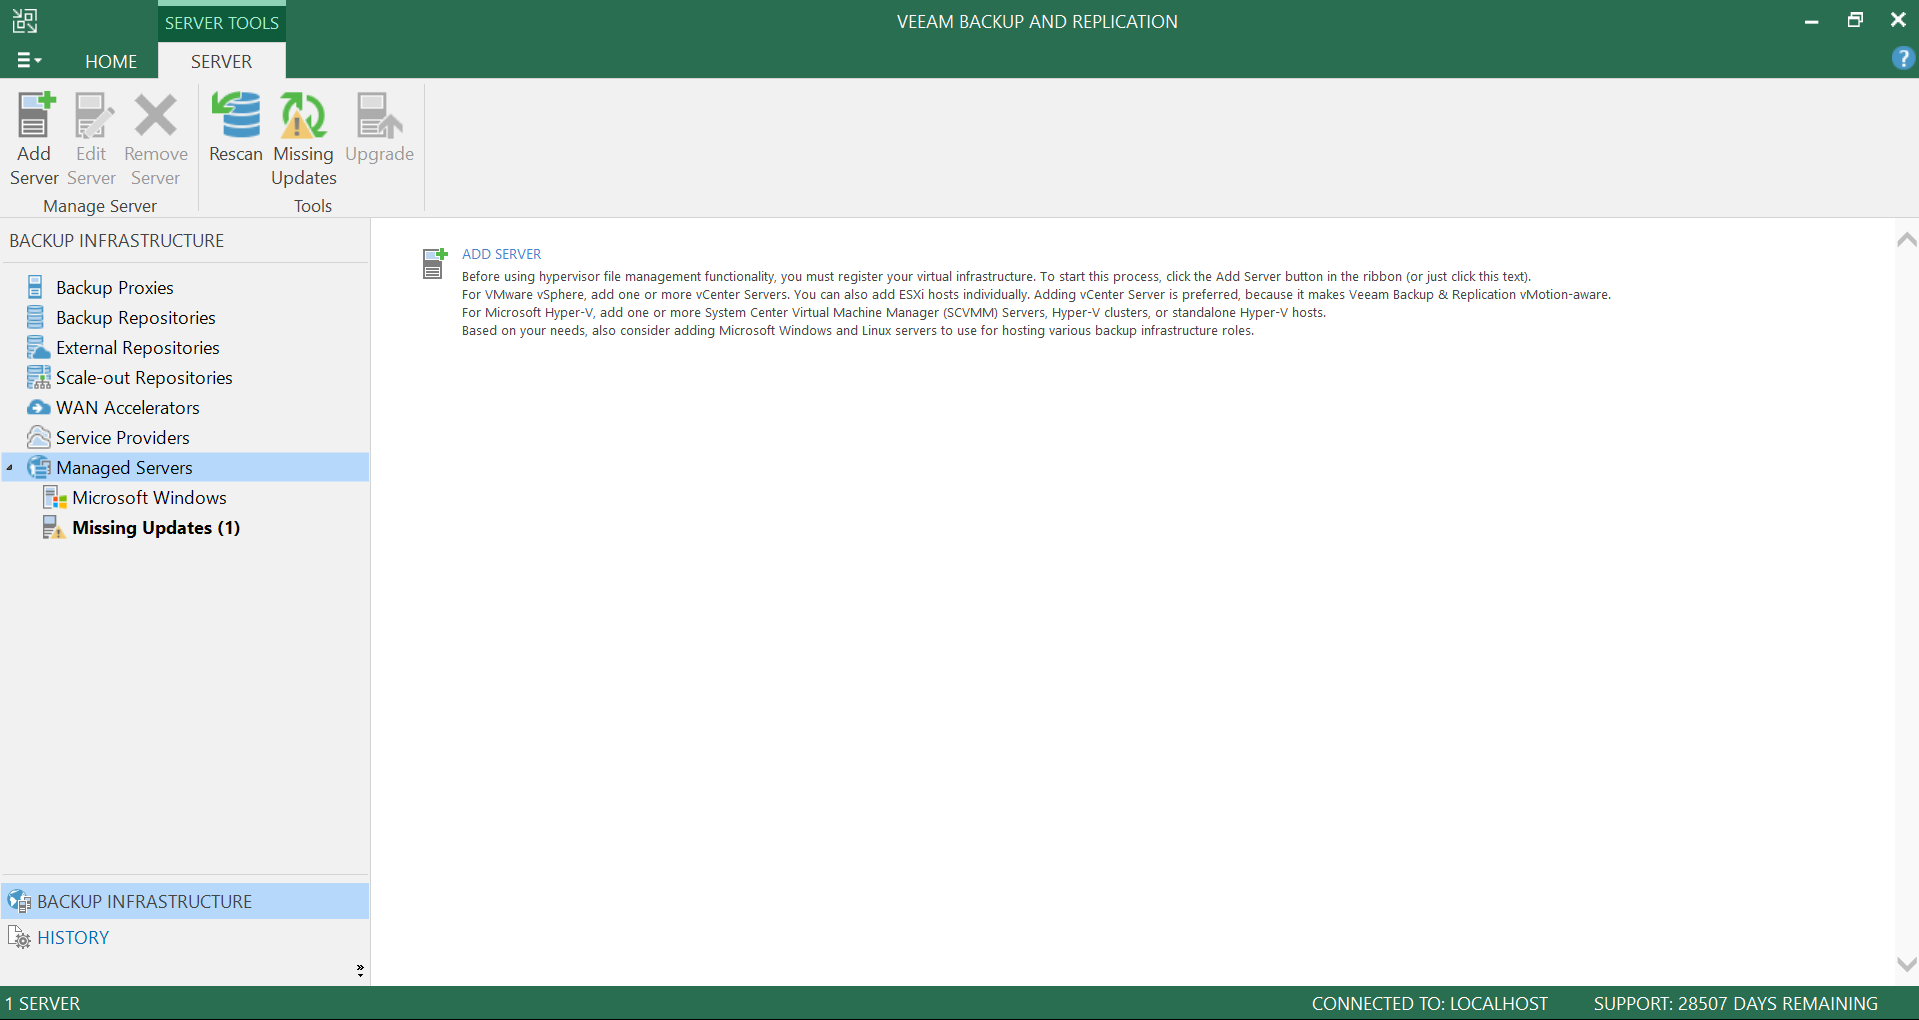 SERVER TOOLS
VEEAM BACKUP AND REPLICATION
HOME
SERVER
?
Add Server
Edit Server
Remove Server
Rescan
Missing Updates
Upgrade
Manage Server
Tools
BACKUP INFRASTRUCTURE
Backup Proxies
Backup Repositories
External Repositories
Scale-out Repositories
WAN Accelerators
Service Providers
Managed Servers
Microsoft Windows
Missing Updates (1)
BACKUP INFRASTRUCTURE
HISTORY
ADD SERVER
Before using hypervisor file management functionality, you must register your virtual infrastructure. To start this process, click the Add Server button in the ribbon (or just click this text).
For VMware vSphere, add one or more vCenter Servers. You can also add ESXi hosts individually. Adding vCenter Server is preferred, because it makes Veeam Backup & Replication vMotion-aware.
For Microsoft Hyper-V, add one or more System Center Virtual Machine Manager (SCVMM) Servers, Hyper-V clusters, or standalone Hyper-V hosts.
Based on your needs, also consider adding Microsoft Windows and Linux servers to use for hosting various backup infrastructure roles.
1 SERVER
CONNECTED TO: LOCALHOST
SUPPORT: 28507 DAYS REMAINING